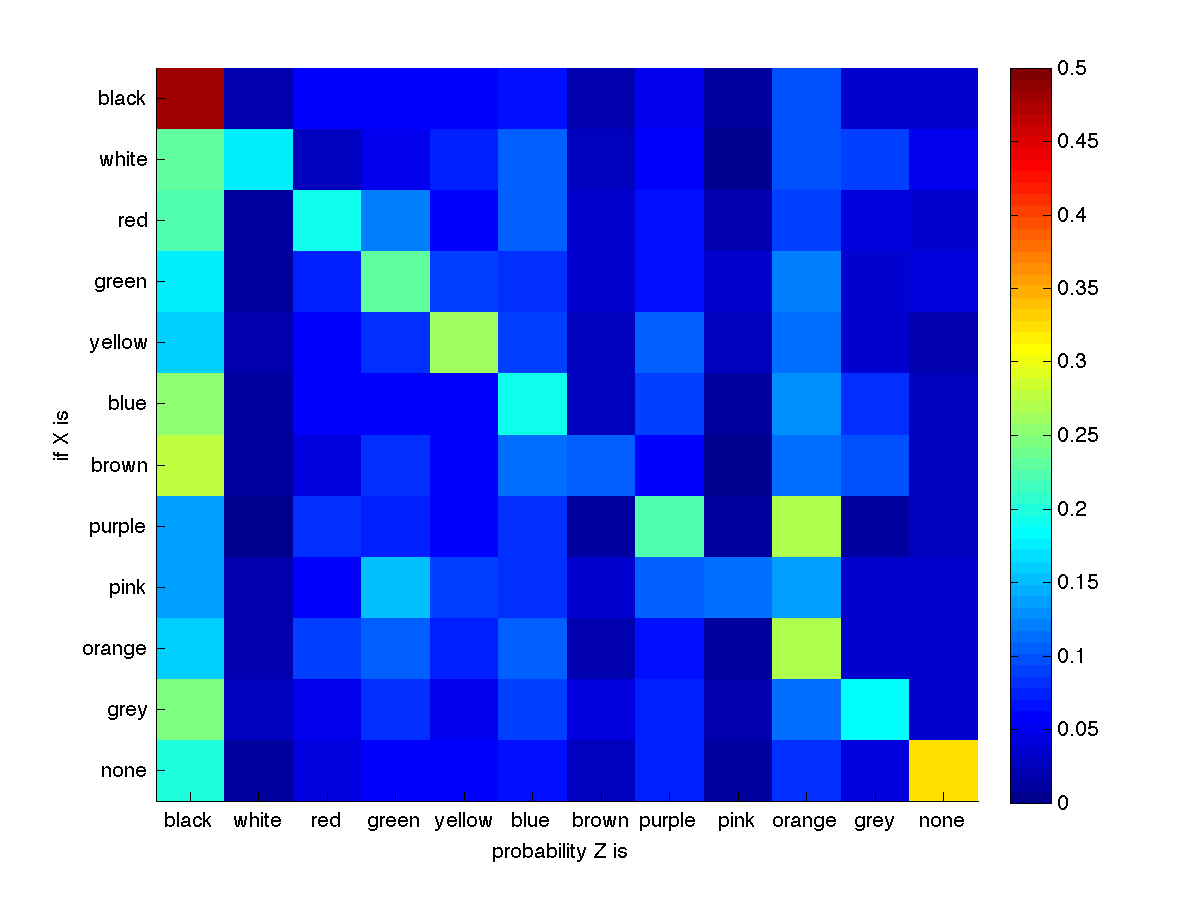 0.5
black
0.45
white
0.4
red
0.35
green
0.3
yellow
0.25
blue
if X is
brown
0.2
purple
0.15
pink
0.1
orange
0.05
grey
none
0
black white red green yellow blue brown purple pink orange grey none
probability Z is